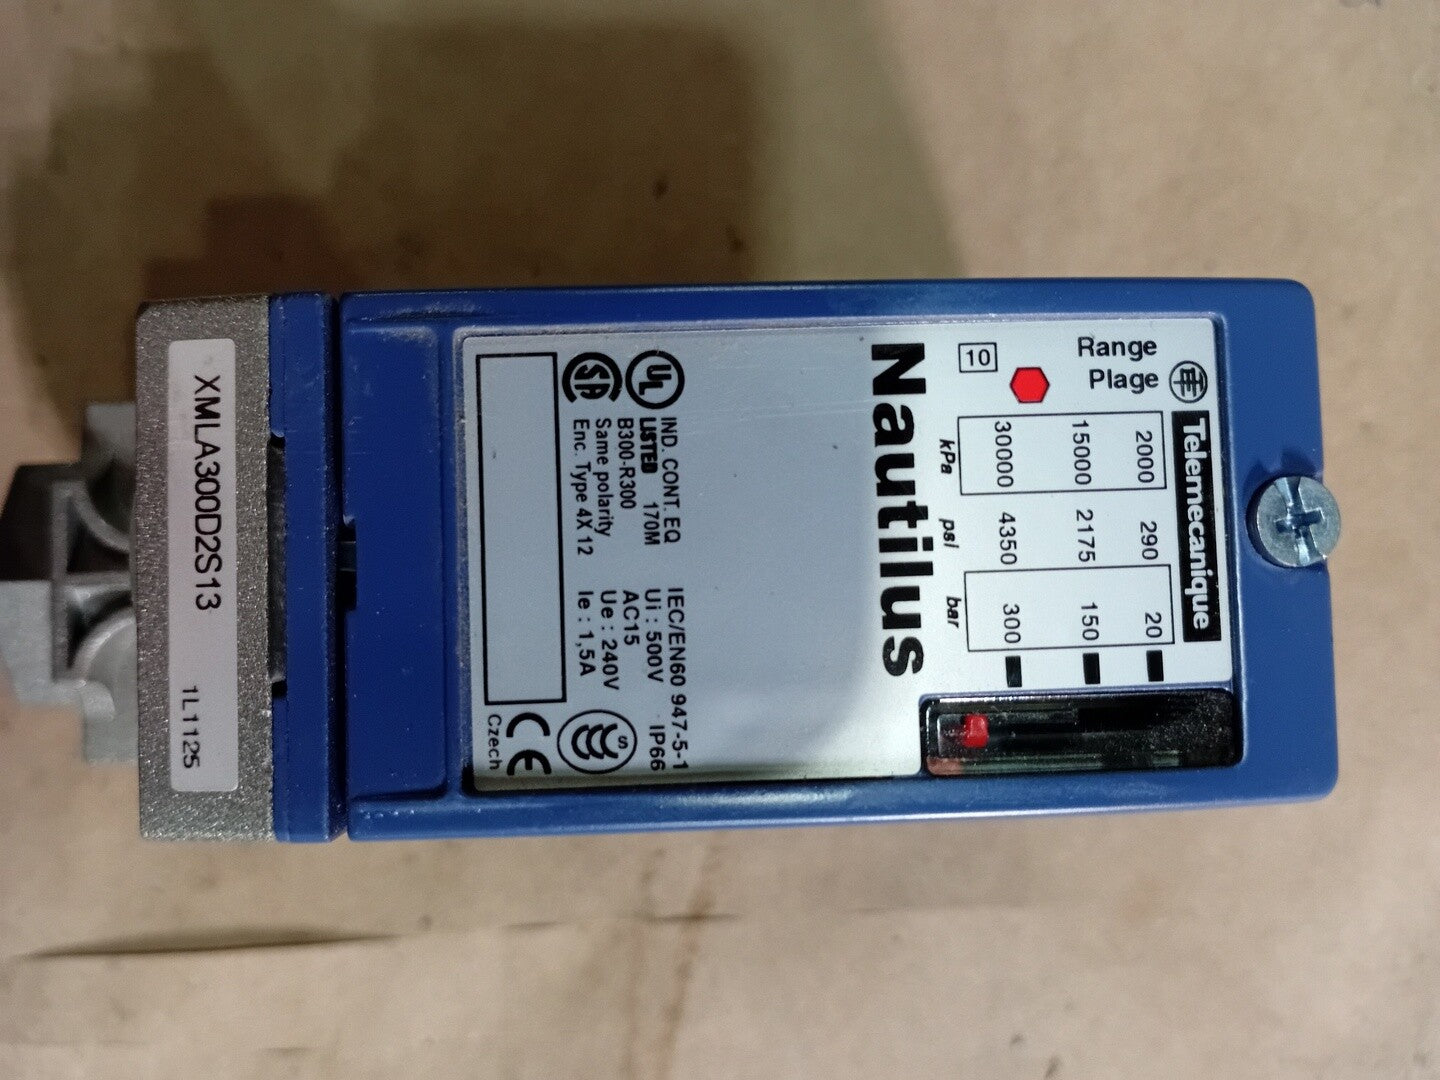 Telemecanique
Range
Plage
2000 290 20
15000 2175 150
30000 4350 300
kPa psi bar
10
Nautilus
UL IND. CONT. EQ IEC/EN60 947-5-1
LISTED 170M Ui : 500V IP66
B300-R300 AC15
SA Same polarity Ue : 240V
Enc. Type 4X 12 Ie : 1,5A
S
CE
Czech
XMLA300D2S13 1L1125